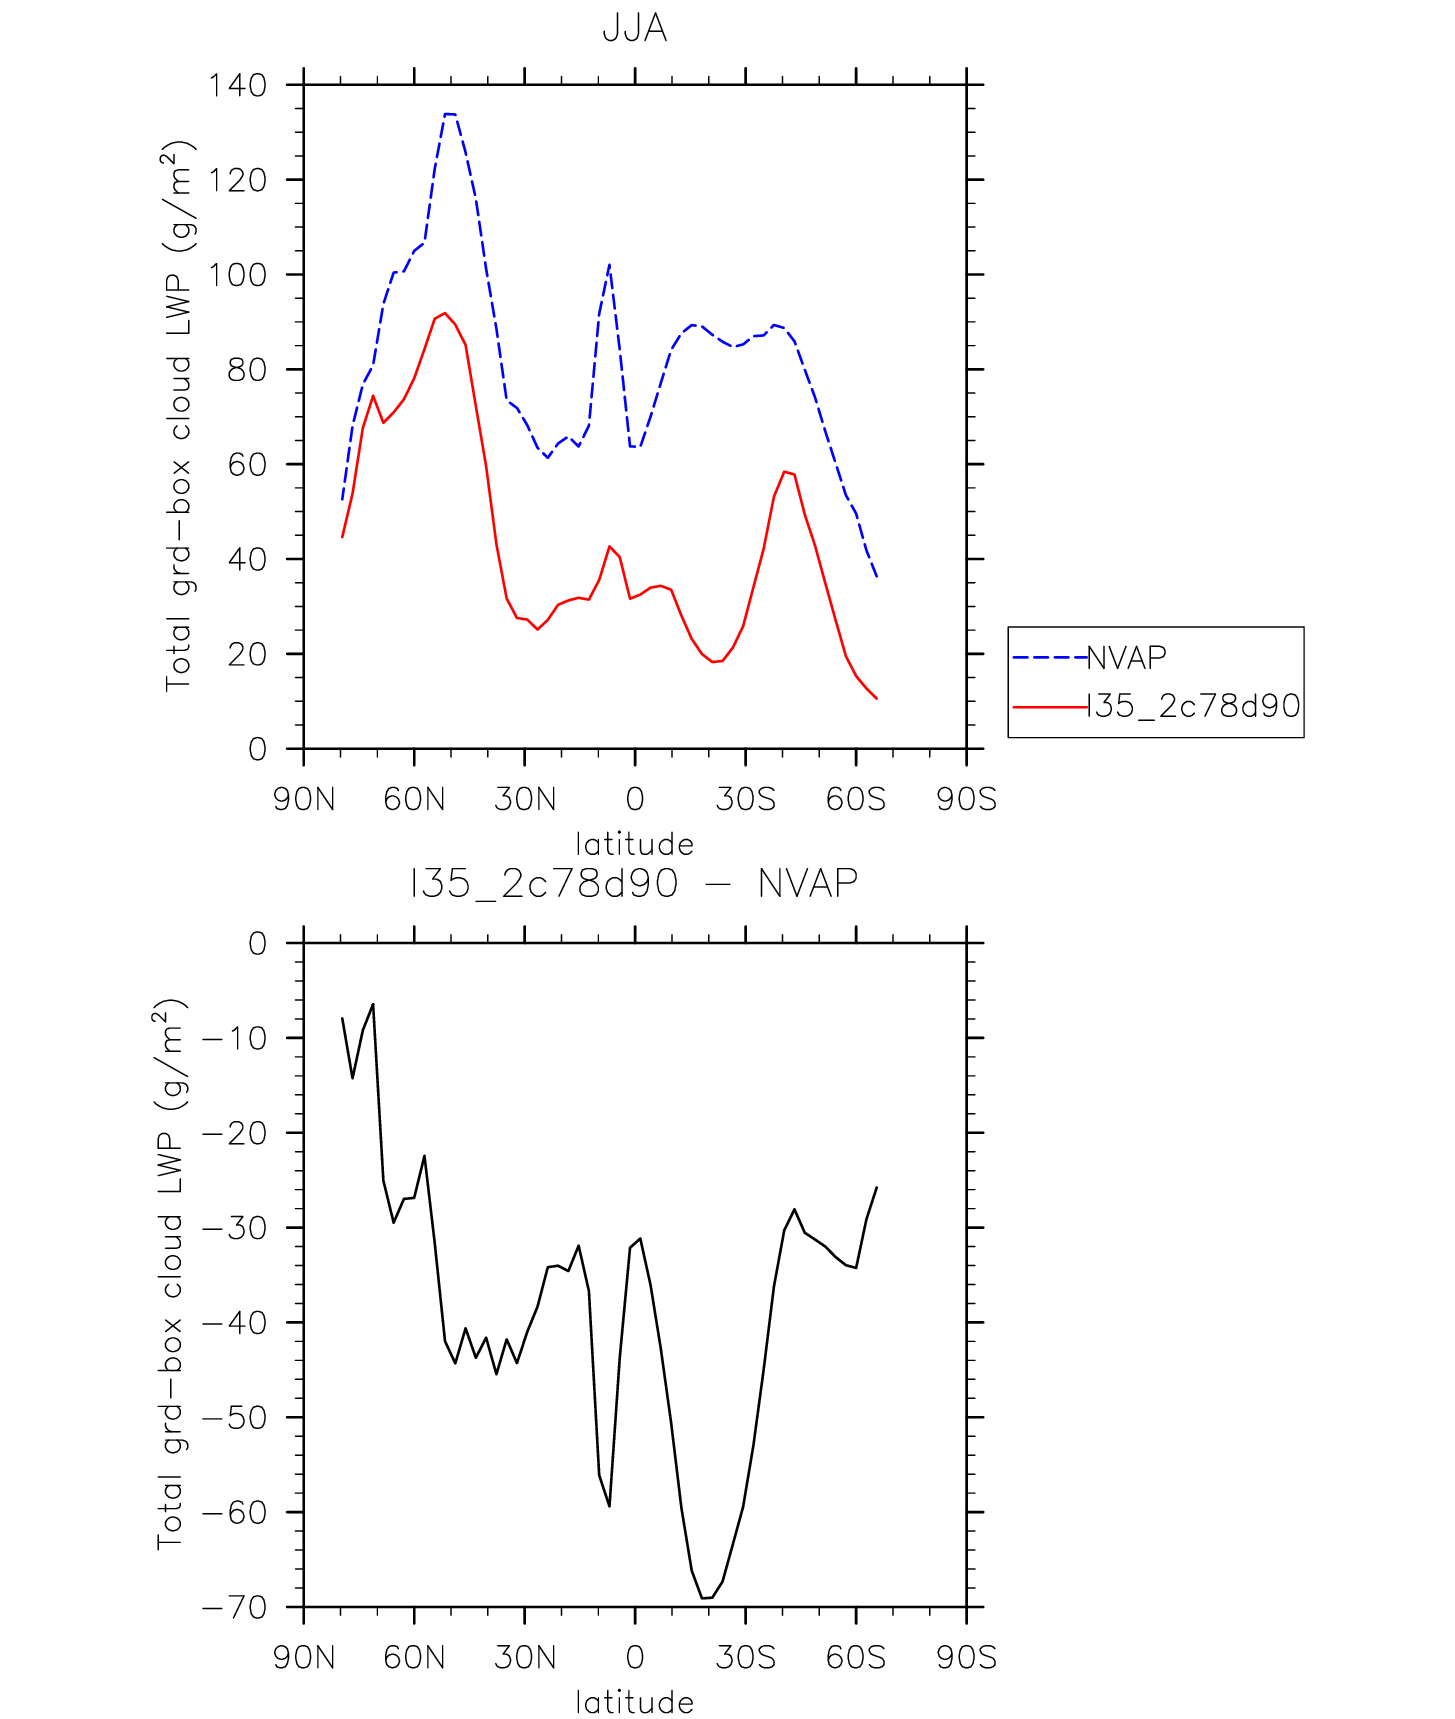 JJA
Total grd-box cloud LWP (g/m²)
140
120
100
80
60
40
20
0
90N 60N 30N 0 30S 60S 90S
latitude
NVAP
I35_2c78d90
I35_2c78d90 - NVAP
Total grd-box cloud LWP (g/m²)
0
-10
-20
-30
-40
-50
-60
-70
90N 60N 30N 0 30S 60S 90S
latitude